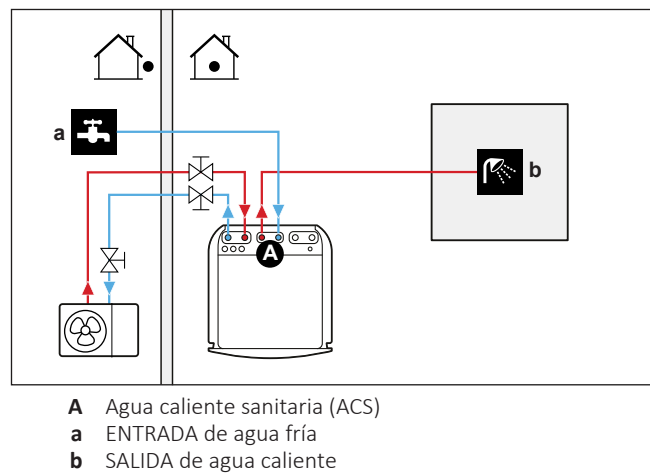 a
b
A
A Agua caliente sanitaria (ACS)
a ENTRADA de agua fría
b SALIDA de agua caliente